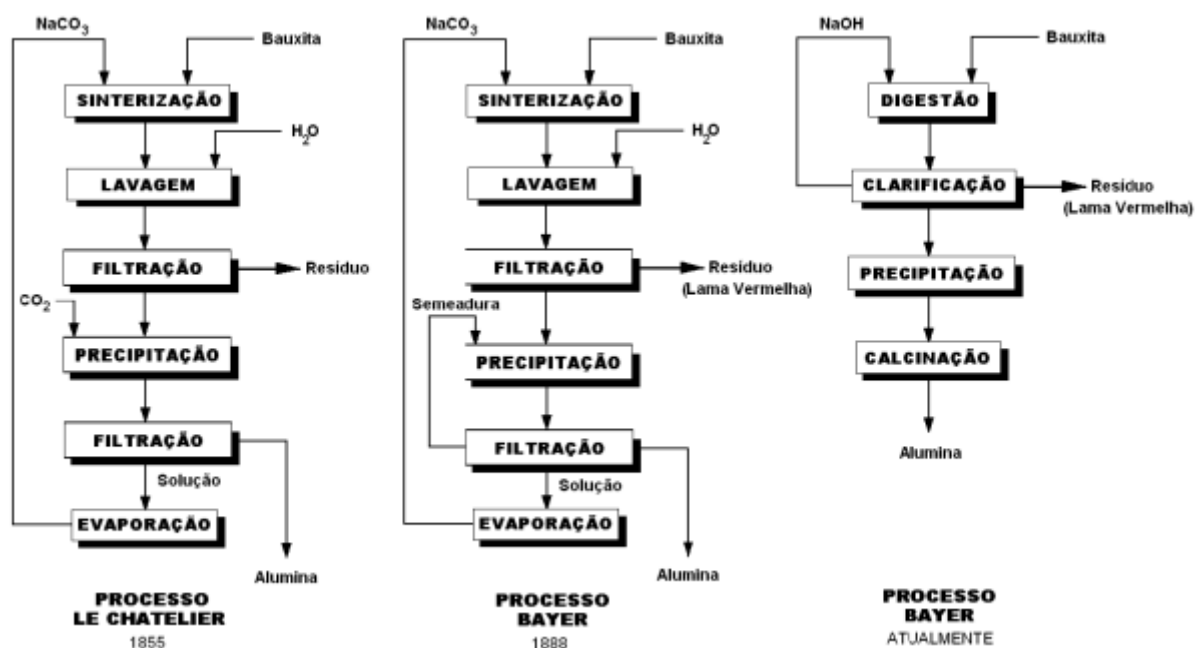 NaCO3
Bauxita
SINTERIZAÇÃO
H2O
LAVAGEM
FILTRAÇÃO
Resíduo
CO2
PRECIPITAÇÃO
FILTRAÇÃO
Solução
EVAPORAÇÃO
Alumina
PROCESSO
LE CHATELIER
1855
NaCO3
Bauxita
SINTERIZAÇÃO
H2O
LAVAGEM
FILTRAÇÃO
Resíduo
(Lama Vermelha)
Semeadura
PRECIPITAÇÃO
FILTRAÇÃO
Solução
EVAPORAÇÃO
Alumina
PROCESSO
BAYER
1888
NaOH
Bauxita
DIGESTÃO
CLARIFICAÇÃO
Resíduo
(Lama Vermelha)
PRECIPITAÇÃO
CALCINAÇÃO
Alumina
PROCESSO
BAYER
ATUALMENTE